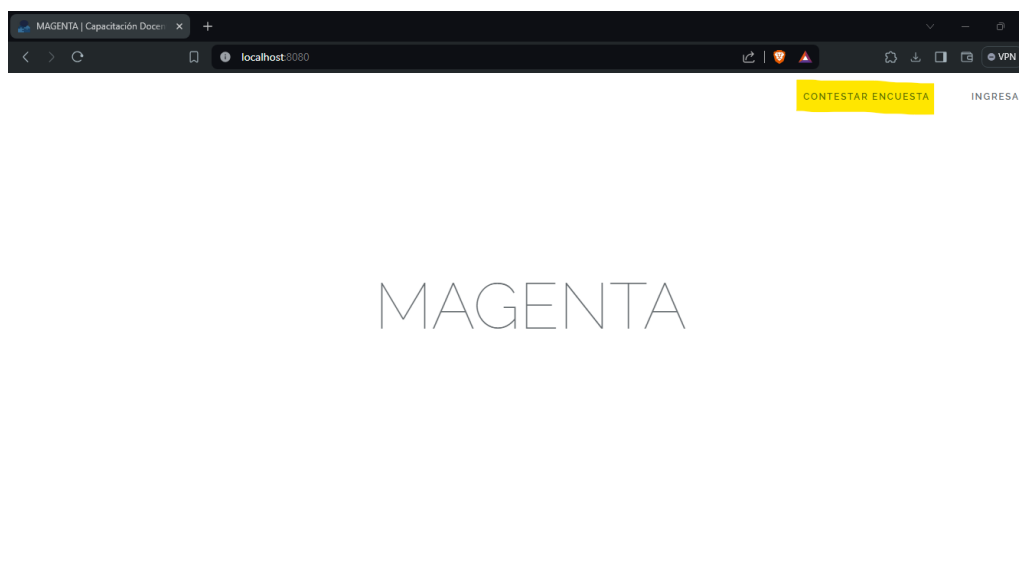 MAGENTA | Capacitación Docen
localhost:8080
VPN
CONTESTAR ENCUESTA
INGRESA
MAGENTA